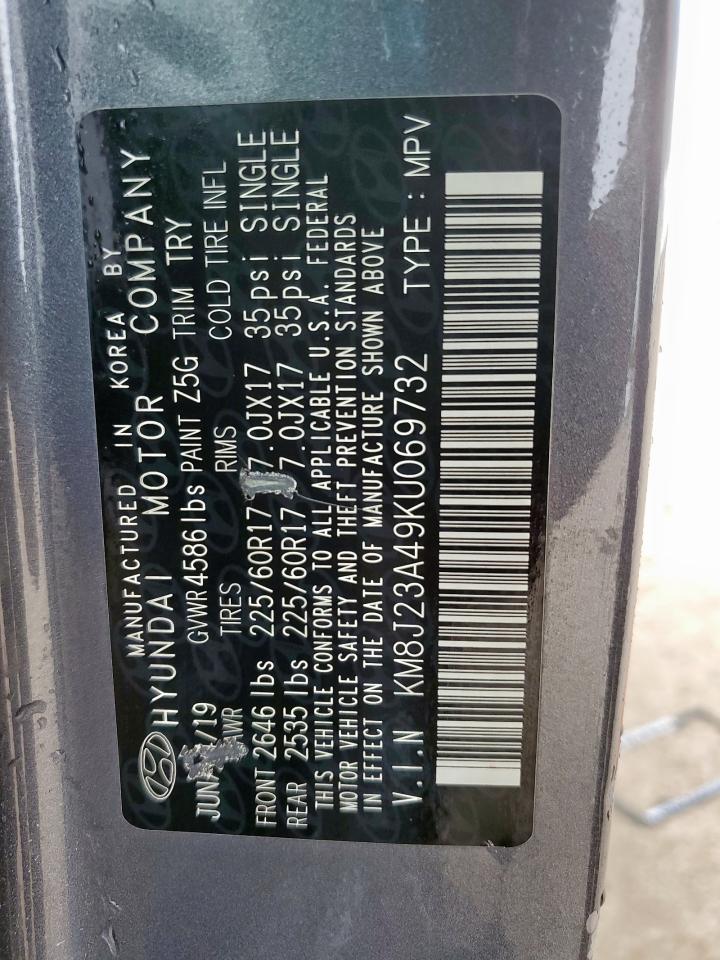 MANUFACTURED IN KOREA BY
HYUNDAI MOTOR COMPANY
GVWR 4586 lbs PAINT Z5G TRIM TRY
JUN /19 TIRES RIMS COLD TIRE INFL
FRONT 2646 lbs 225/60R17 7.0JX17 35psi SINGLE
REAR 2535 lbs 225/60R17 7.0JX17 35psi SINGLE
THIS VEHICLE CONFORMS TO ALL APPLICABLE U.S.A. FEDERAL
MOTOR VEHICLE SAFETY AND THEFT PREVENTION STANDARDS
IN EFFECT ON THE DATE OF MANUFACTURE SHOWN ABOVE
V.I.N KM8J23A49KU069732 TYPE : MPV